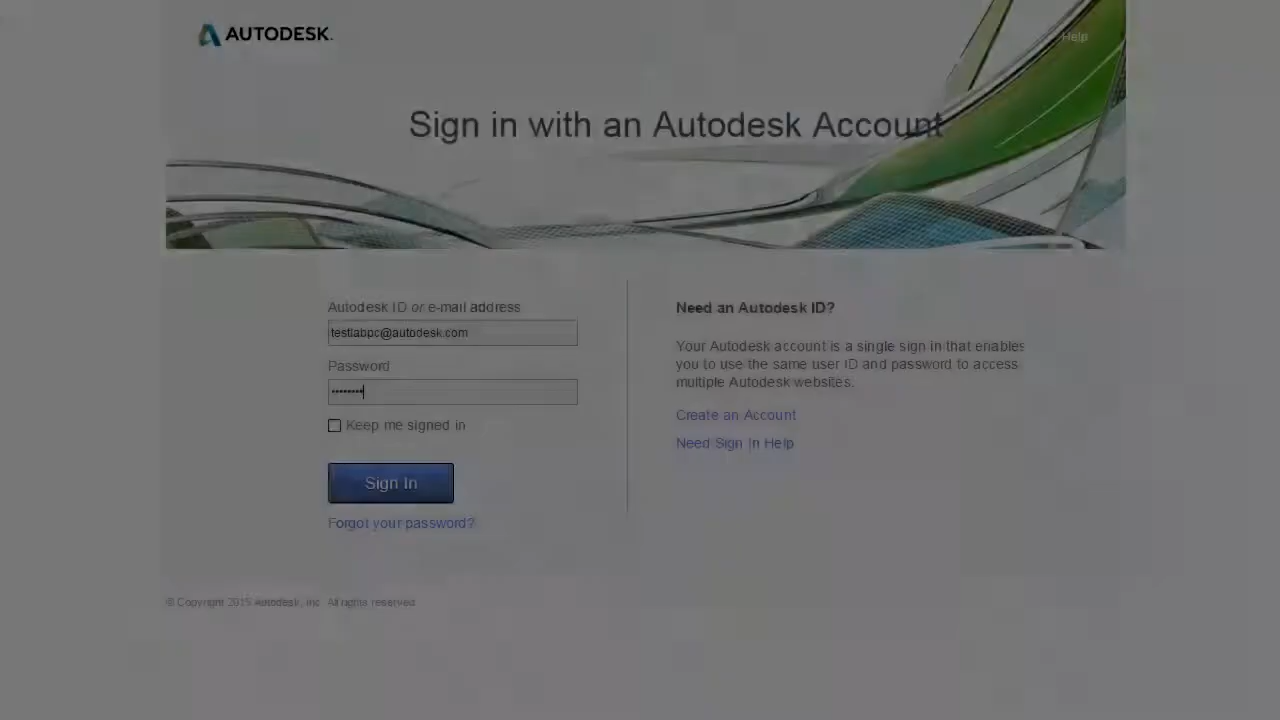 AUTODESK.
Help
Sign in with an Autodesk Account
Autodesk ID or e-mail address
testlabpc@autodesk.com
Password
••••••••
Keep me signed in
Sign In
Forgot your password?
Need an Autodesk ID?
Your Autodesk account is a single sign in that enables
you to use the same user ID and password to access
multiple Autodesk websites.
Create an Account
Need Sign In Help
© Copyright 2015 Autodesk, Inc. All rights reserved